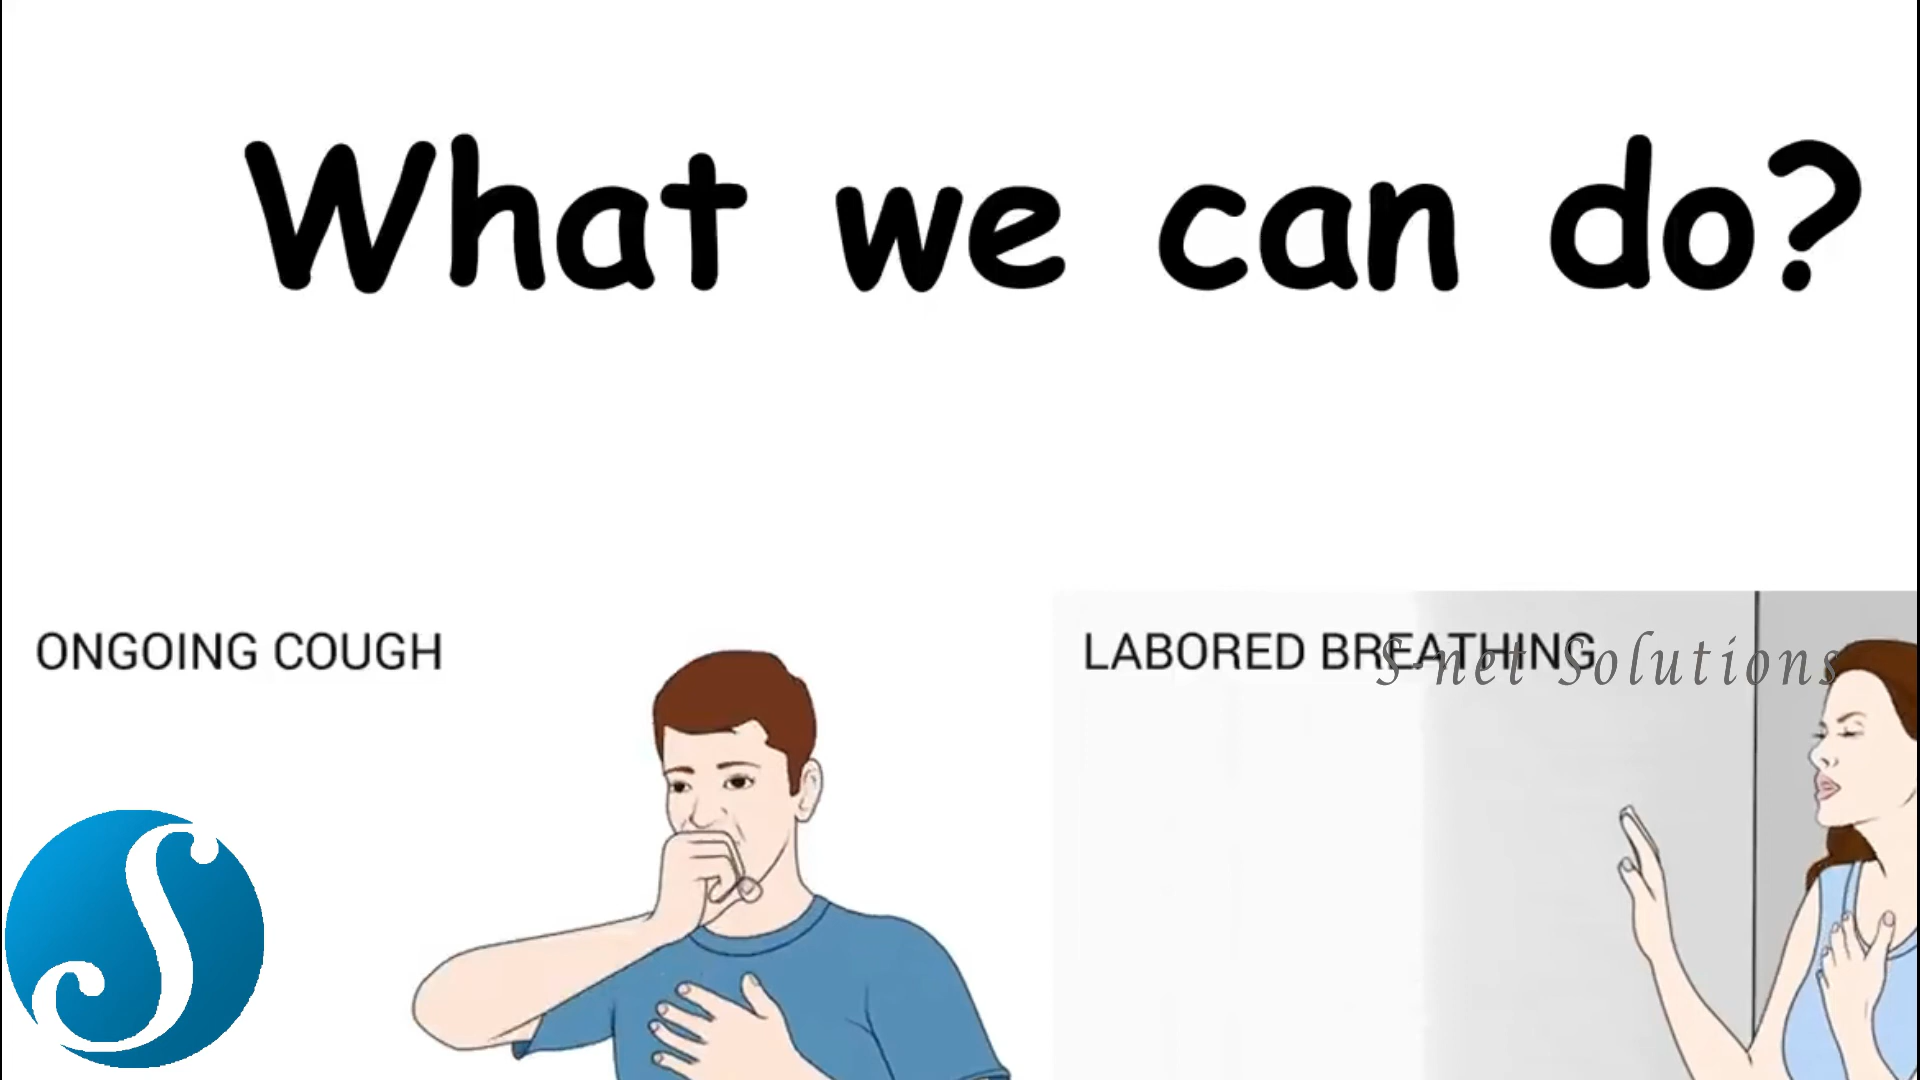 What we can do?
ONGOING COUGH
LABORED BREATHING
S-net Solutions